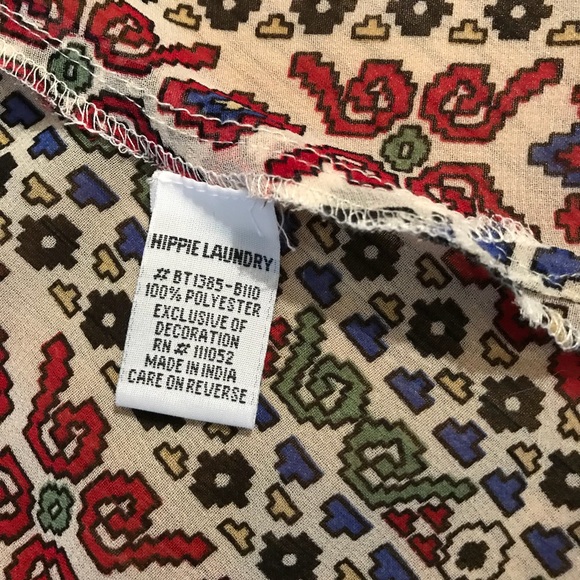 HIPPIE LAUNDRY
# BT1385-B110
100% POLYESTER
EXCLUSIVE OF
DECORATION
RN# 111052
MADE IN INDIA
CARE ON REVERSE